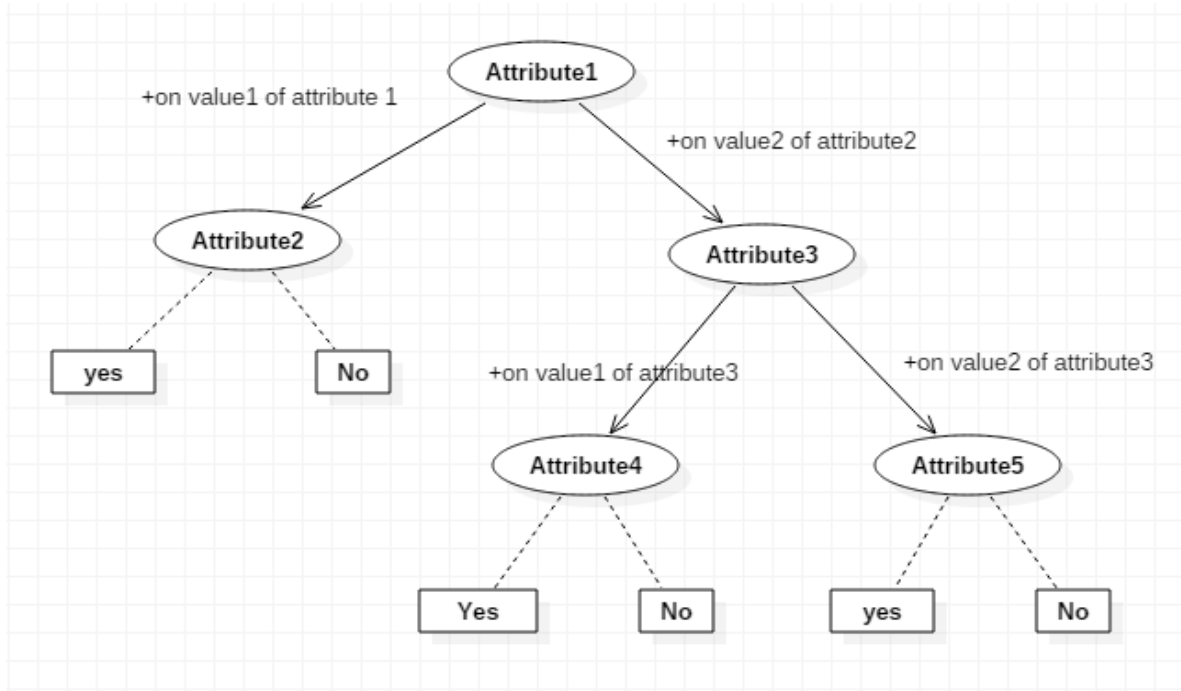 Attribute1
+on value1 of attribute 1
+on value2 of attribute2
Attribute2
Attribute3
yes
No
+on value1 of attribute3
+on value2 of attribute3
Attribute4
Attribute5
Yes
No
yes
No